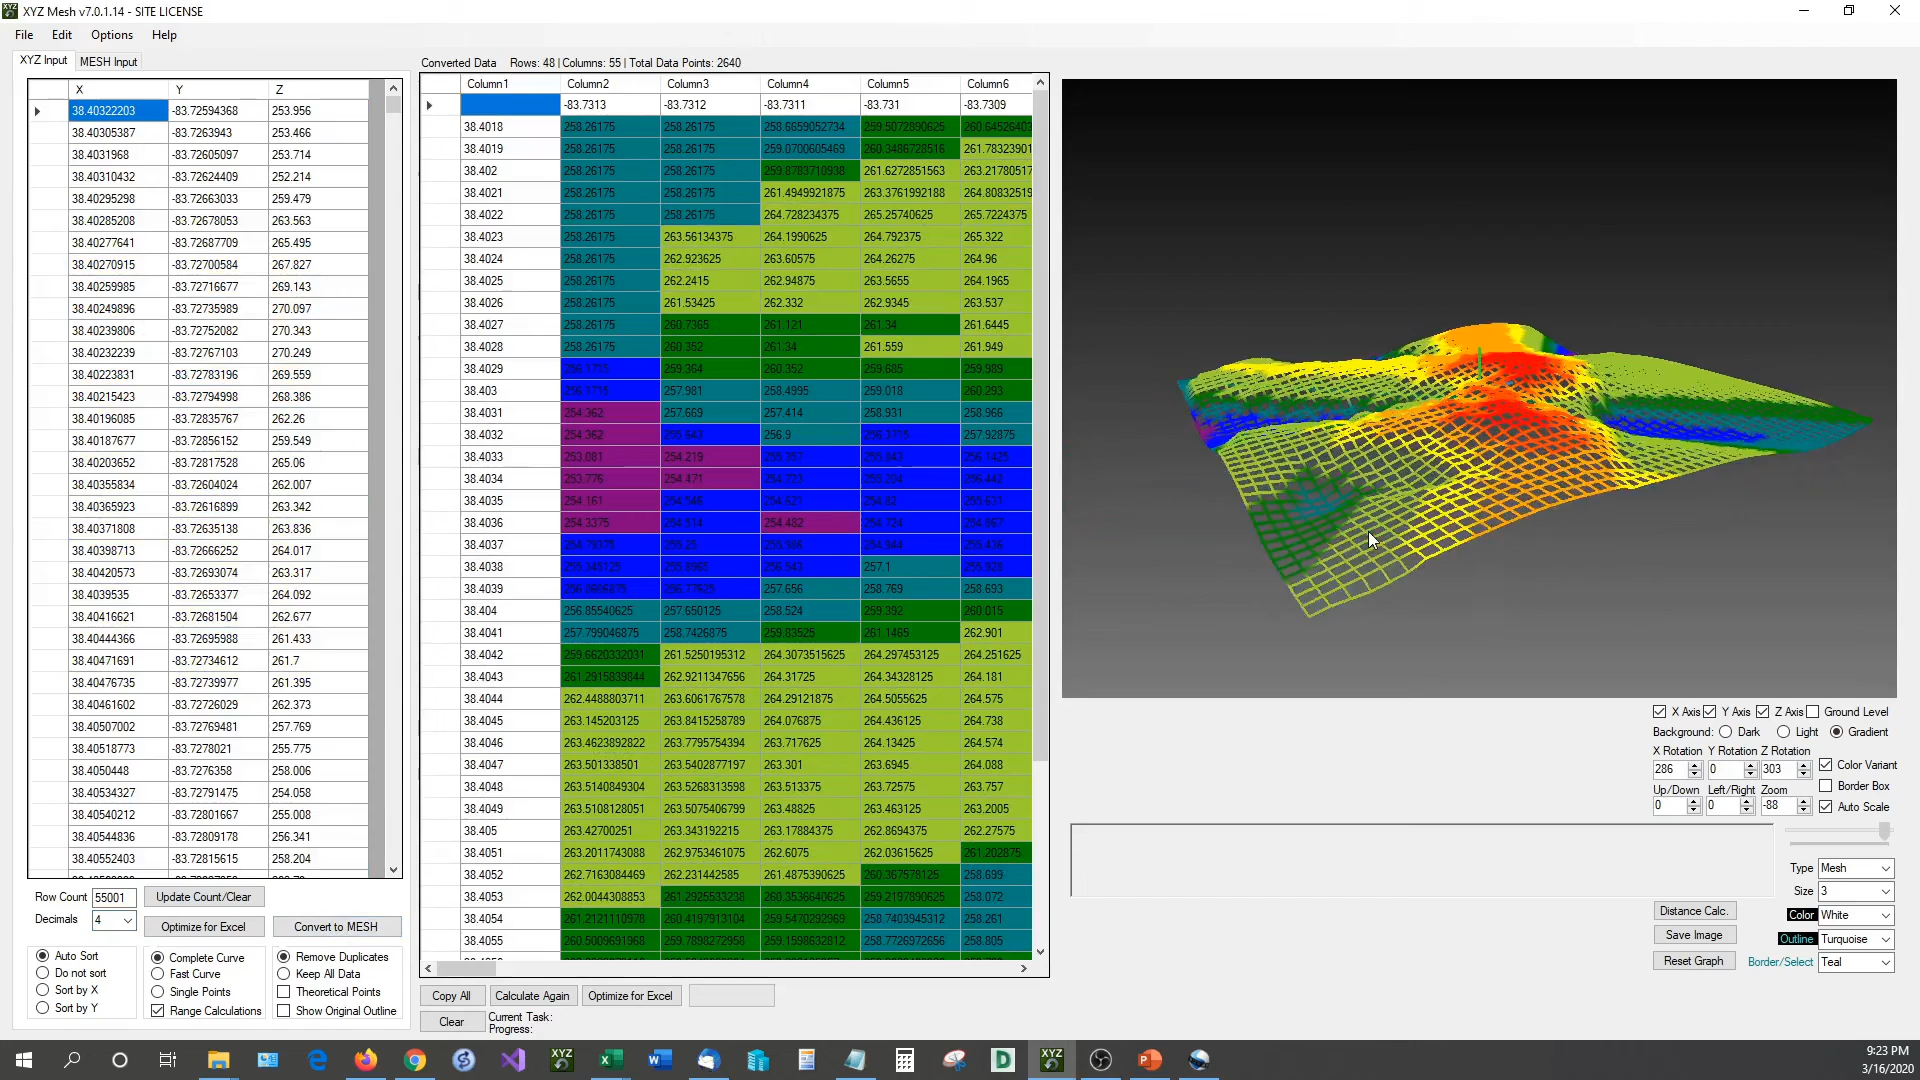 XYZ Mesh v7.0.1.14 - SITE LICENSE
File Edit Options Help
XYZ Input MESH Input
Converted Data Rows: 48 | Columns: 55 | Total Data Points: 2640
X Y Z
38.40322203 -83.72594368 253.956
38.40305387 -83.7263943 253.466
38.4031968 -83.72605097 253.714
38.40310432 -83.72624409 252.214
38.40295298 -83.72663033 259.479
38.40285208 -83.72678053 263.563
38.40277641 -83.72687709 265.495
38.40270915 -83.72700584 267.827
38.40259985 -83.72716677 269.143
38.40249896 -83.72735989 270.097
38.40239806 -83.72752082 270.343
38.40232239 -83.72767103 270.249
38.40223831 -83.72783196 269.559
38.40215423 -83.72794998 268.386
38.40196085 -83.72835767 262.26
38.40187677 -83.72856152 259.549
38.40203652 -83.72817528 265.06
38.40355834 -83.72604024 262.007
38.40365923 -83.72616899 263.342
38.40371808 -83.72635138 263.836
38.40398713 -83.72666252 264.017
38.40420573 -83.72693074 263.317
38.4039535 -83.72653377 264.092
38.40416621 -83.72681504 262.677
38.40444366 -83.72695988 261.433
38.40471691 -83.72734612 261.7
38.40476735 -83.72739977 261.395
38.40461602 -83.72726029 262.373
38.40507002 -83.72769481 257.769
38.40518773 -83.7278021 255.775
38.4050448 -83.7276358 258.006
38.40534327 -83.72791475 254.058
38.40540212 -83.72801667 255.008
38.40544836 -83.72809178 256.341
38.40552403 -83.72815615 258.204
Column1 Column2 Column3 Column4 Column5 Column6
-83.7313 -83.7312 -83.7311 -83.731 -83.7309
38.4018 258.26175 258.26175 258.6659052734 259.5072890625 260.64526403
38.4019 258.26175 258.26175 259.0700605469 260.3486728516 261.78323901
38.402 258.26175 258.26175 259.8783710938 261.6272851563 263.21780517
38.4021 258.26175 258.26175 261.4949921875 263.3761992188 264.80832519
38.4022 258.26175 258.26175 264.728234375 265.25740625 265.7224375
38.4023 258.26175 263.56134375 264.1990625 264.792375 265.322
38.4024 258.26175 262.923625 263.60575 264.26275 264.96
38.4025 258.26175 262.2415 262.94875 263.5655 264.1965
38.4026 258.26175 261.53425 262.332 262.9345 263.537
38.4027 258.26175 260.7365 261.121 261.34 261.6445
38.4028 258.26175 260.352 261.34 261.559 261.949
38.4029 256.1715 259.364 260.352 259.685 259.989
38.403 256.1715 257.981 258.4995 259.018 260.293
38.4031 254.362 257.669 257.414 258.931 258.966
38.4032 254.362 256.9 257.92875
38.4033 253.081 254.219 256.1425
38.4034 253.776 254.471 254.723 256.442
38.4035 254.161 254.546 254.621 254.82 255.631
38.4036 254.3375 254.514 254.482 254.724 254.867
38.4037 254.79375 255.25 254.944 255.436
38.4038 255.345125 255.8965 257.1 255.928
38.4039 256.77625 257.656 258.769 258.693
38.404 256.85540625 257.650125 258.524 259.392 260.015
38.4041 257.799046875 258.7426875 259.83525 261.1465 262.901
38.4042 259.6620332031 261.5250195312 264.3073515625 264.297453125 264.251625
38.4043 261.2915839844 262.9211347656 264.31725 264.34328125 264.181
38.4044 262.4488803711 263.6061767578 264.29121875 264.5055625 264.575
38.4045 263.145203125 263.8415258789 264.076875 264.436125 264.738
38.4046 263.4623892822 263.7795754394 263.717625 264.13425 264.574
38.4047 263.501338501 263.5402877197 263.301 263.6945 264.088
38.4048 263.5140849304 263.5268313598 263.513375 263.72575 263.757
38.4049 263.5108128051 263.5075406799 263.48825 263.463125 263.2005
38.405 263.42700251 263.343192215 263.17884375 262.8694375 262.27575
38.4051 263.2011743088 262.9753461075 262.6075 262.03615625 261.202875
38.4052 262.7163084469 262.231442585 261.4875390625 260.367578125 258.699
38.4053 262.0044308853 261.2925533238 260.3536640625 259.2197890625 258.072
38.4054 261.2121110978 260.4197913104 259.5470292969 258.7403945312 258.261
38.4055 260.5009691968 259.7898272958 259.1598632812 258.7726972656 258.805
Row Count 55001 Update Count/Clear
Decimals 4 Optimize for Excel Convert to MESH
Auto Sort Complete Curve Remove Duplicates
Do not sort Fast Curve Keep All Data
Sort by X Single Points Theoretical Points
Sort by Y Range Calculations Show Original Outline
Copy All Calculate Again Optimize for Excel
Clear Current Task:
Progress:
X Axis Y Axis Z Axis Ground Level
Background: Dark Light Gradient
X Rotation Y Rotation Z Rotation
286 0 303 Color Variant
Up/Down Left/Right Zoom Border Box
0 0 -88 Auto Scale
Type Mesh
Size 3
Distance Calc. Color White
Save Image Outline Turquoise
Reset Graph Border/Select Teal
9:23 PM
3/16/2020